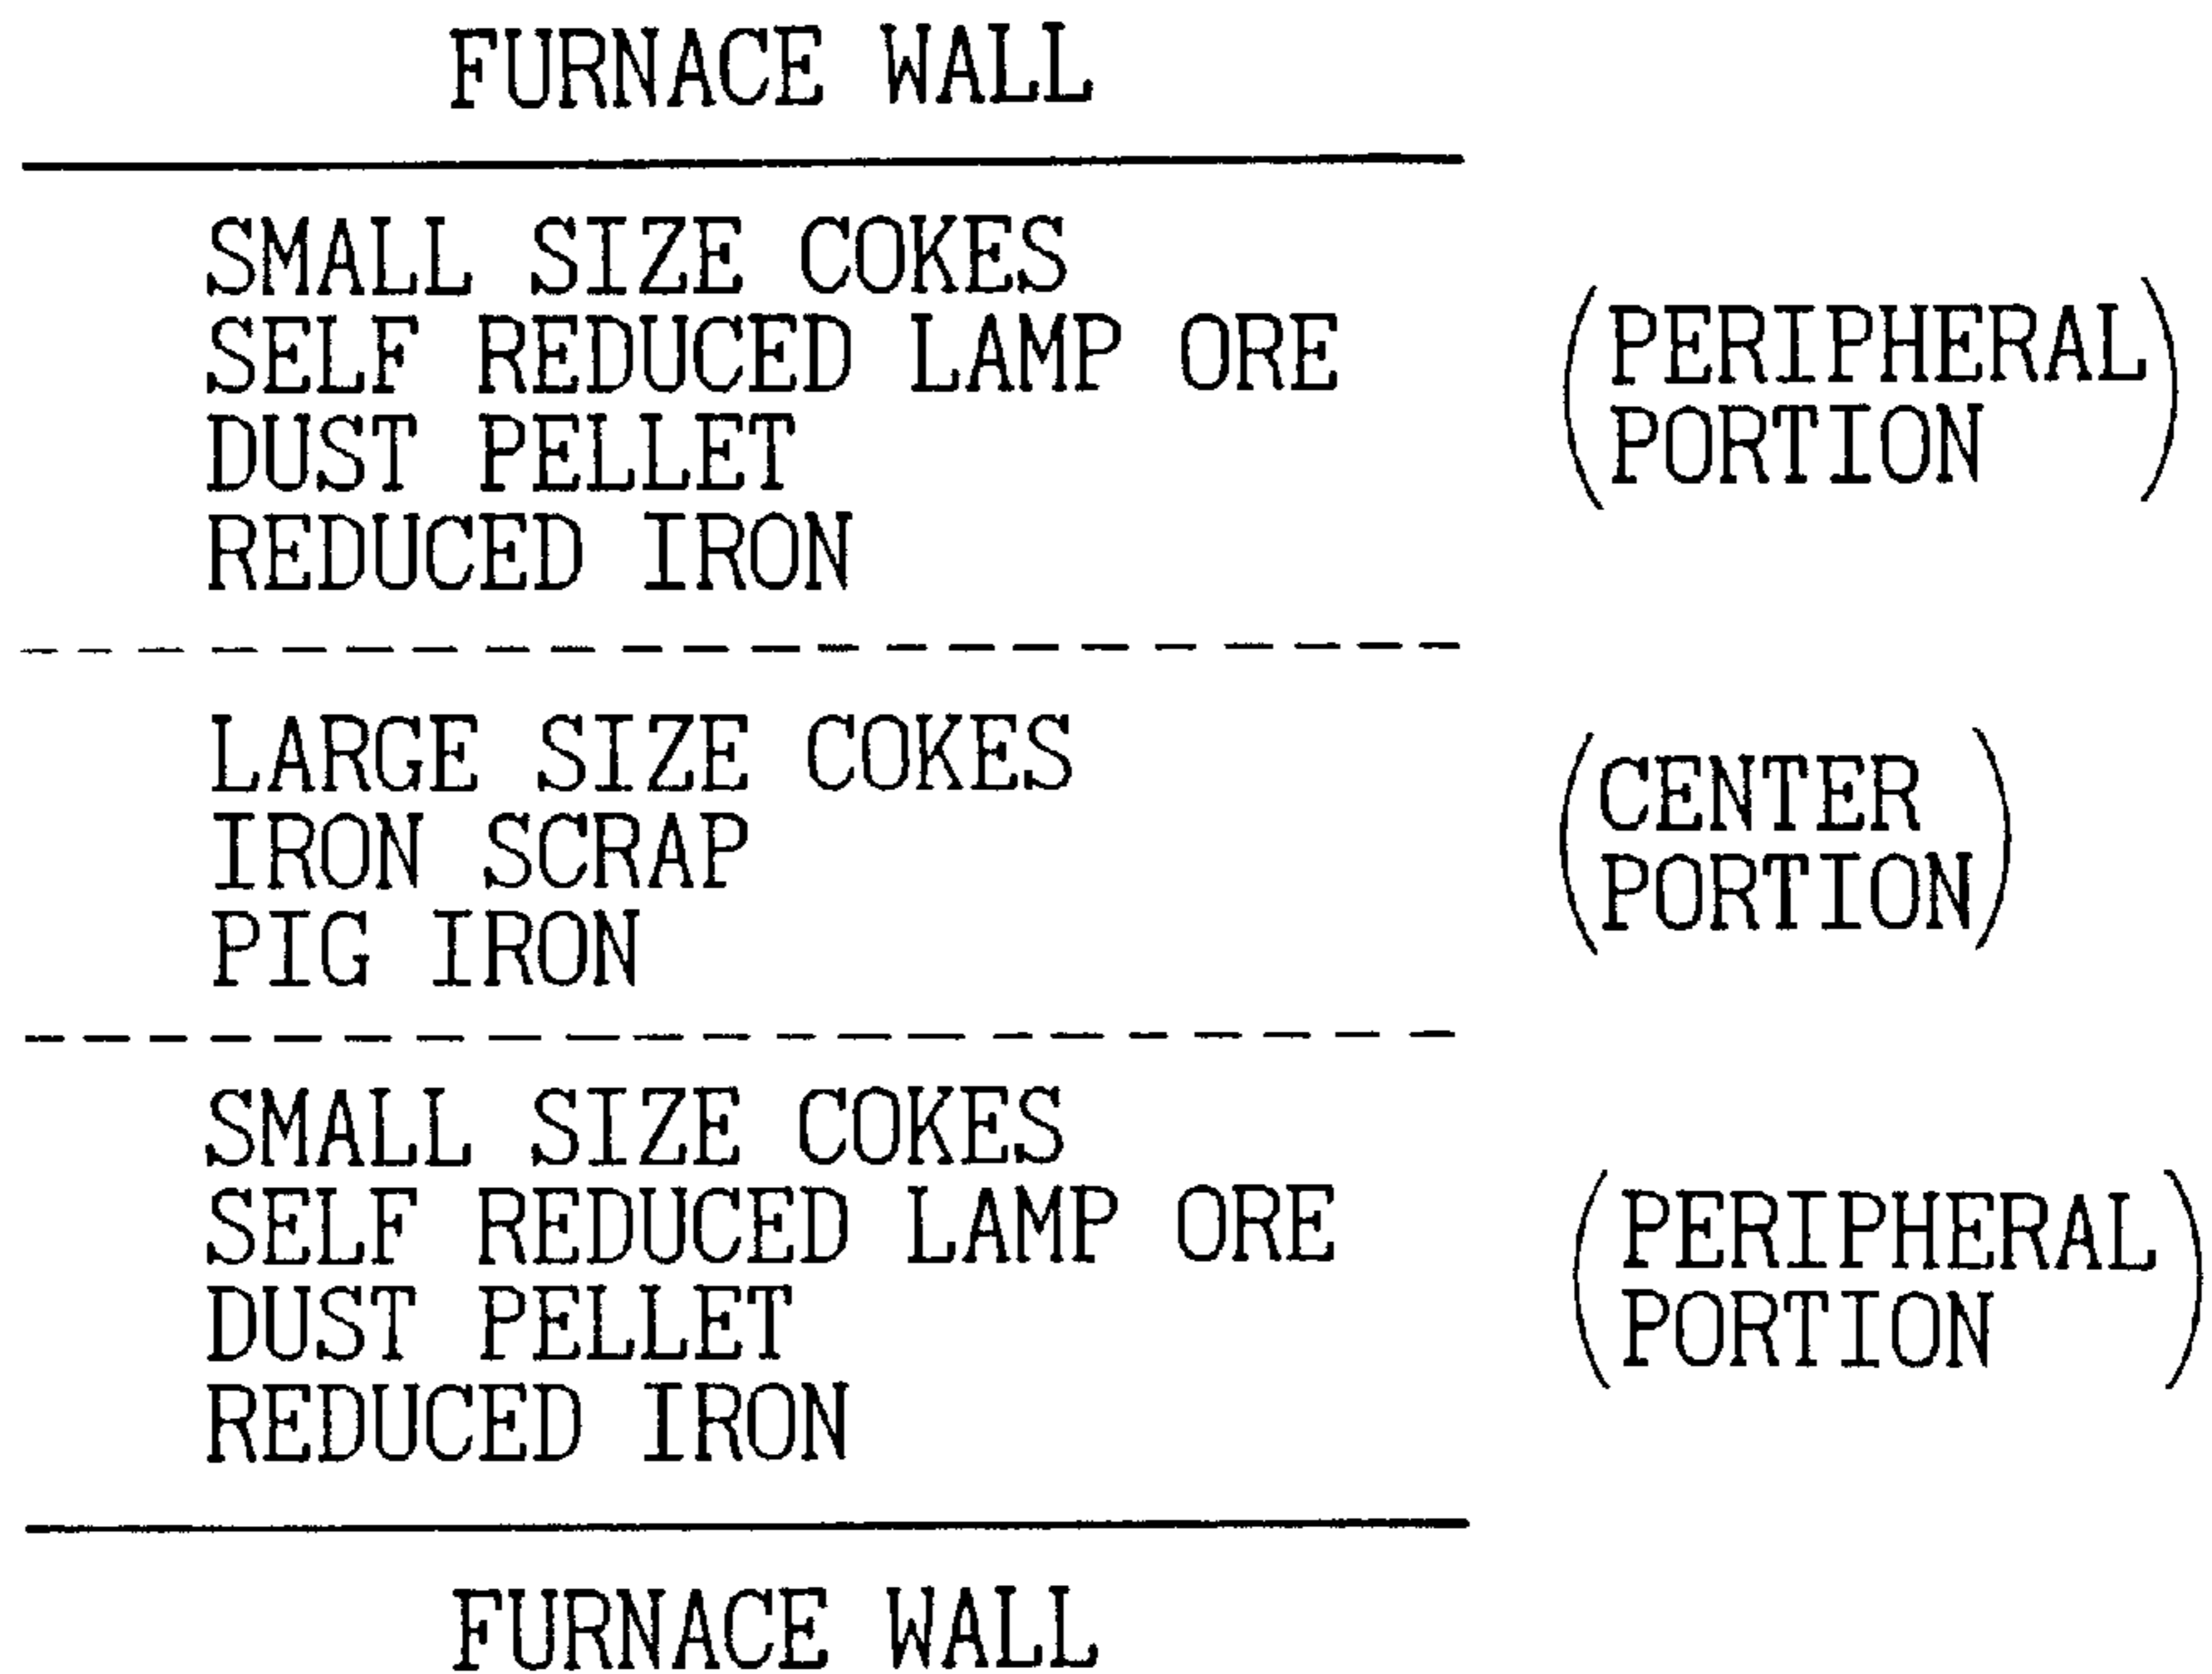 FURNACE WALL
SMALL SIZE COKES
SELF REDUCED LAMP ORE
DUST PELLET
REDUCED IRON
(PERIPHERAL
PORTION)
LARGE SIZE COKES
IRON SCRAP
PIG IRON
(CENTER
PORTION)
SMALL SIZE COKES
SELF REDUCED LAMP ORE
DUST PELLET
REDUCED IRON
(PERIPHERAL
PORTION)
FURNACE WALL